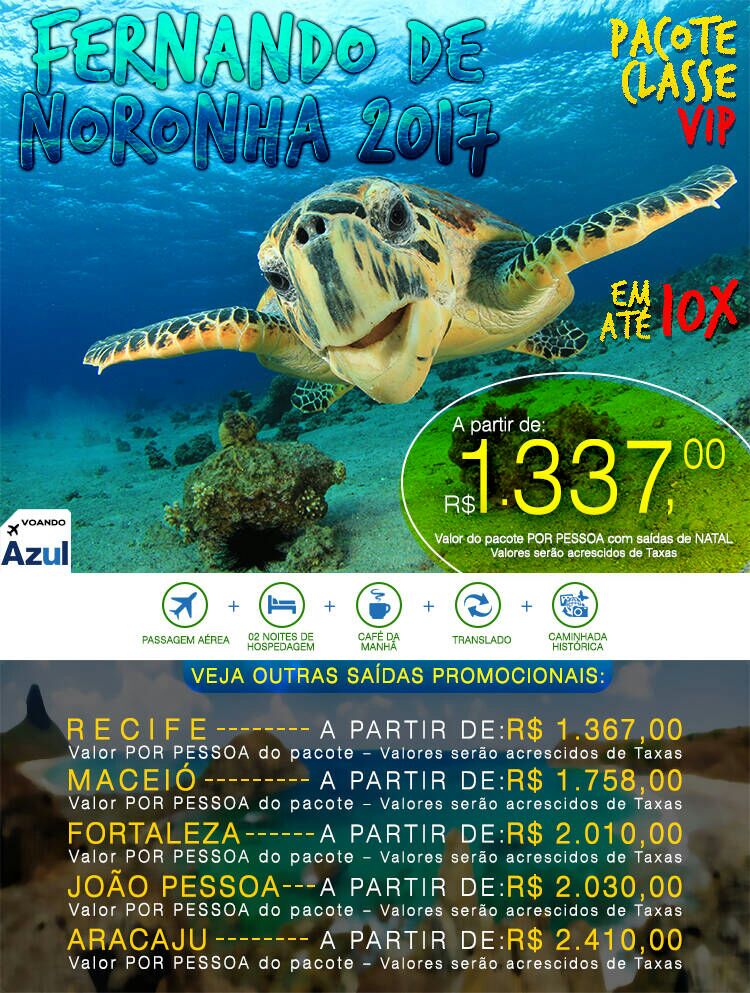 FERNANDO DE
NORONHA 2017
PACOTE
CLASSE
VIP
EM
ATÉ 10X
A partir de:
R$ 1.337,00
Valor do pacote POR PESSOA com saídas de NATAL
Valores serão acrescidos de Taxas
VOANDO
Azul
PASSAGEM AÉREA + 02 NOITES DE HOSPEDAGEM + CAFÉ DA MANHÃ + TRANSLADO + CAMINHADA HISTÓRICA
VEJA OUTRAS SAÍDAS PROMOCIONAIS:
RECIFE -------- A PARTIR DE:R$ 1.367,00
Valor POR PESSOA do pacote – Valores serão acrescidos de Taxas
MACEIÓ --------- A PARTIR DE:R$ 1.758,00
Valor POR PESSOA do pacote – Valores serão acrescidos de Taxas
FORTALEZA ------ A PARTIR DE:R$ 2.010,00
Valor POR PESSOA do pacote – Valores serão acrescidos de Taxas
JOÃO PESSOA --- A PARTIR DE:R$ 2.030,00
Valor POR PESSOA do pacote – Valores serão acrescidos de Taxas
ARACAJU -------- A PARTIR DE:R$ 2.410,00
Valor POR PESSOA do pacote – Valores serão acrescidos de Taxas